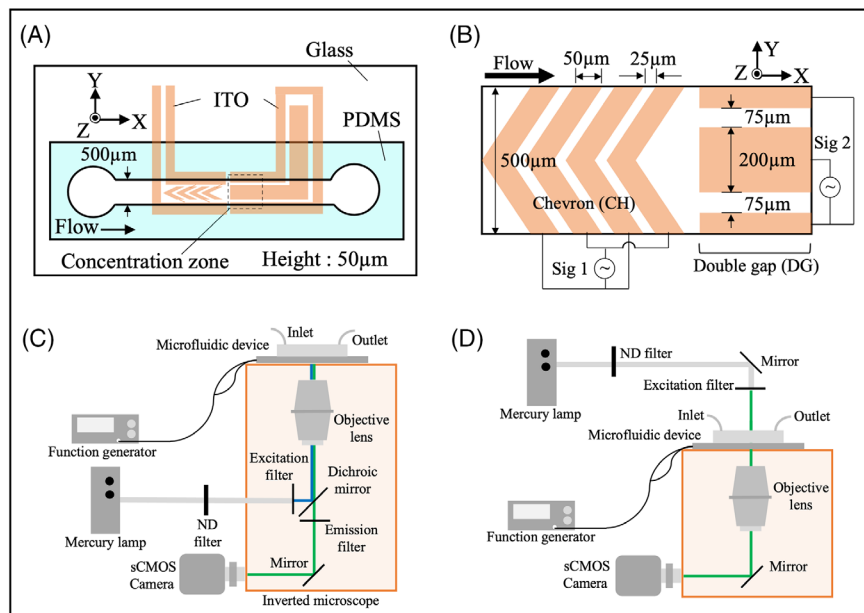 (A)
Glass
Y
ITO
X
Z
PDMS
500μm
Flow
Concentration zone
Height : 50μm
(B)
Flow
50μm
25μm
Y
Z
X
75μm
Sig 2
500μm
200μm
Chevron (CH)
75μm
Sig 1
Double gap (DG)
(C)
Inlet
Outlet
Microfluidic device
Objective
lens
Function generator
Excitation
filter
Dichroic
mirror
Mercury lamp
ND
filter
Emission
filter
sCMOS
Camera
Mirror
Inverted microscope
(D)
ND filter
Mirror
Excitation filter
Mercury lamp
Inlet
Outlet
Microfluidic device
Objective
lens
Function generator
sCMOS
Camera
Mirror